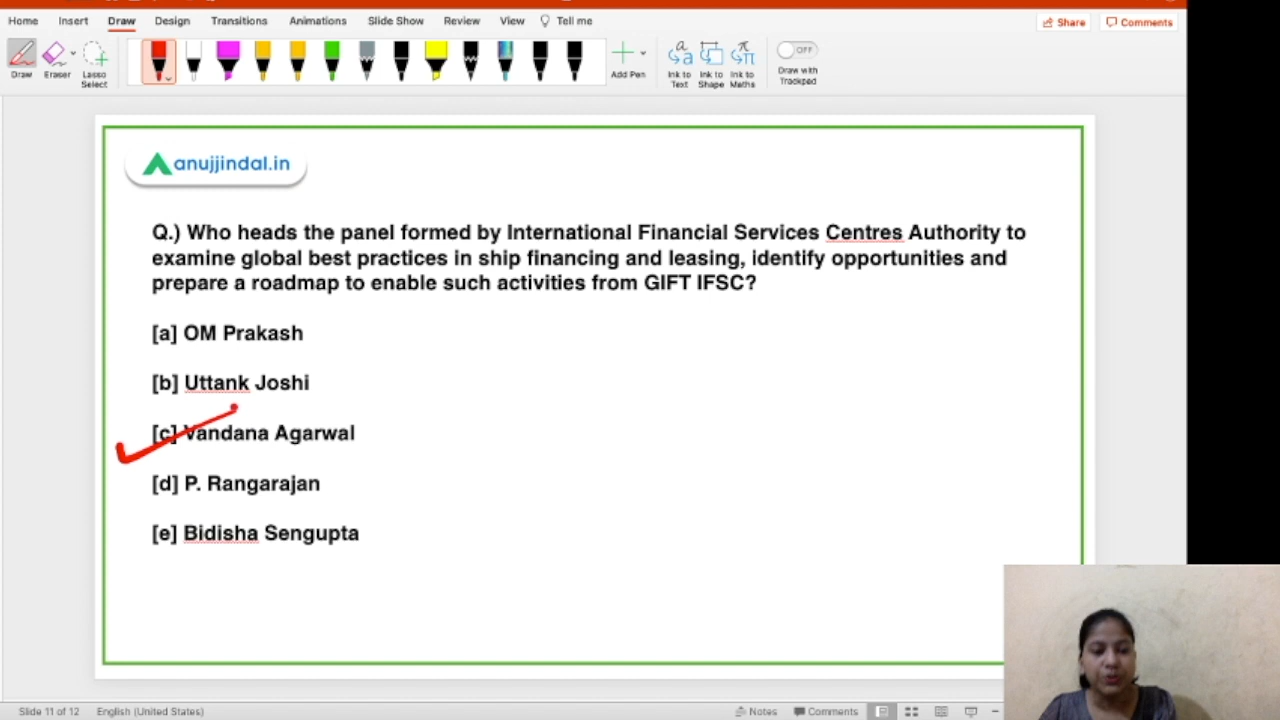 Home Insert Draw Design Transitions Animations Slide Show Review View Tell me Share Comments
Draw Eraser Lasso Select Add Pen Ink to Text Ink to Shape Ink to Maths OFF Draw with Trackpad
anujjindal.in
Q.) Who heads the panel formed by International Financial Services Centres Authority to
examine global best practices in ship financing and leasing, identify opportunities and
prepare a roadmap to enable such activities from GIFT IFSC?
[a] OM Prakash
[b] Uttank Joshi
[c] Vandana Agarwal
[d] P. Rangarajan
[e] Bidisha Sengupta
Slide 11 of 12 English (United States) Notes Comments